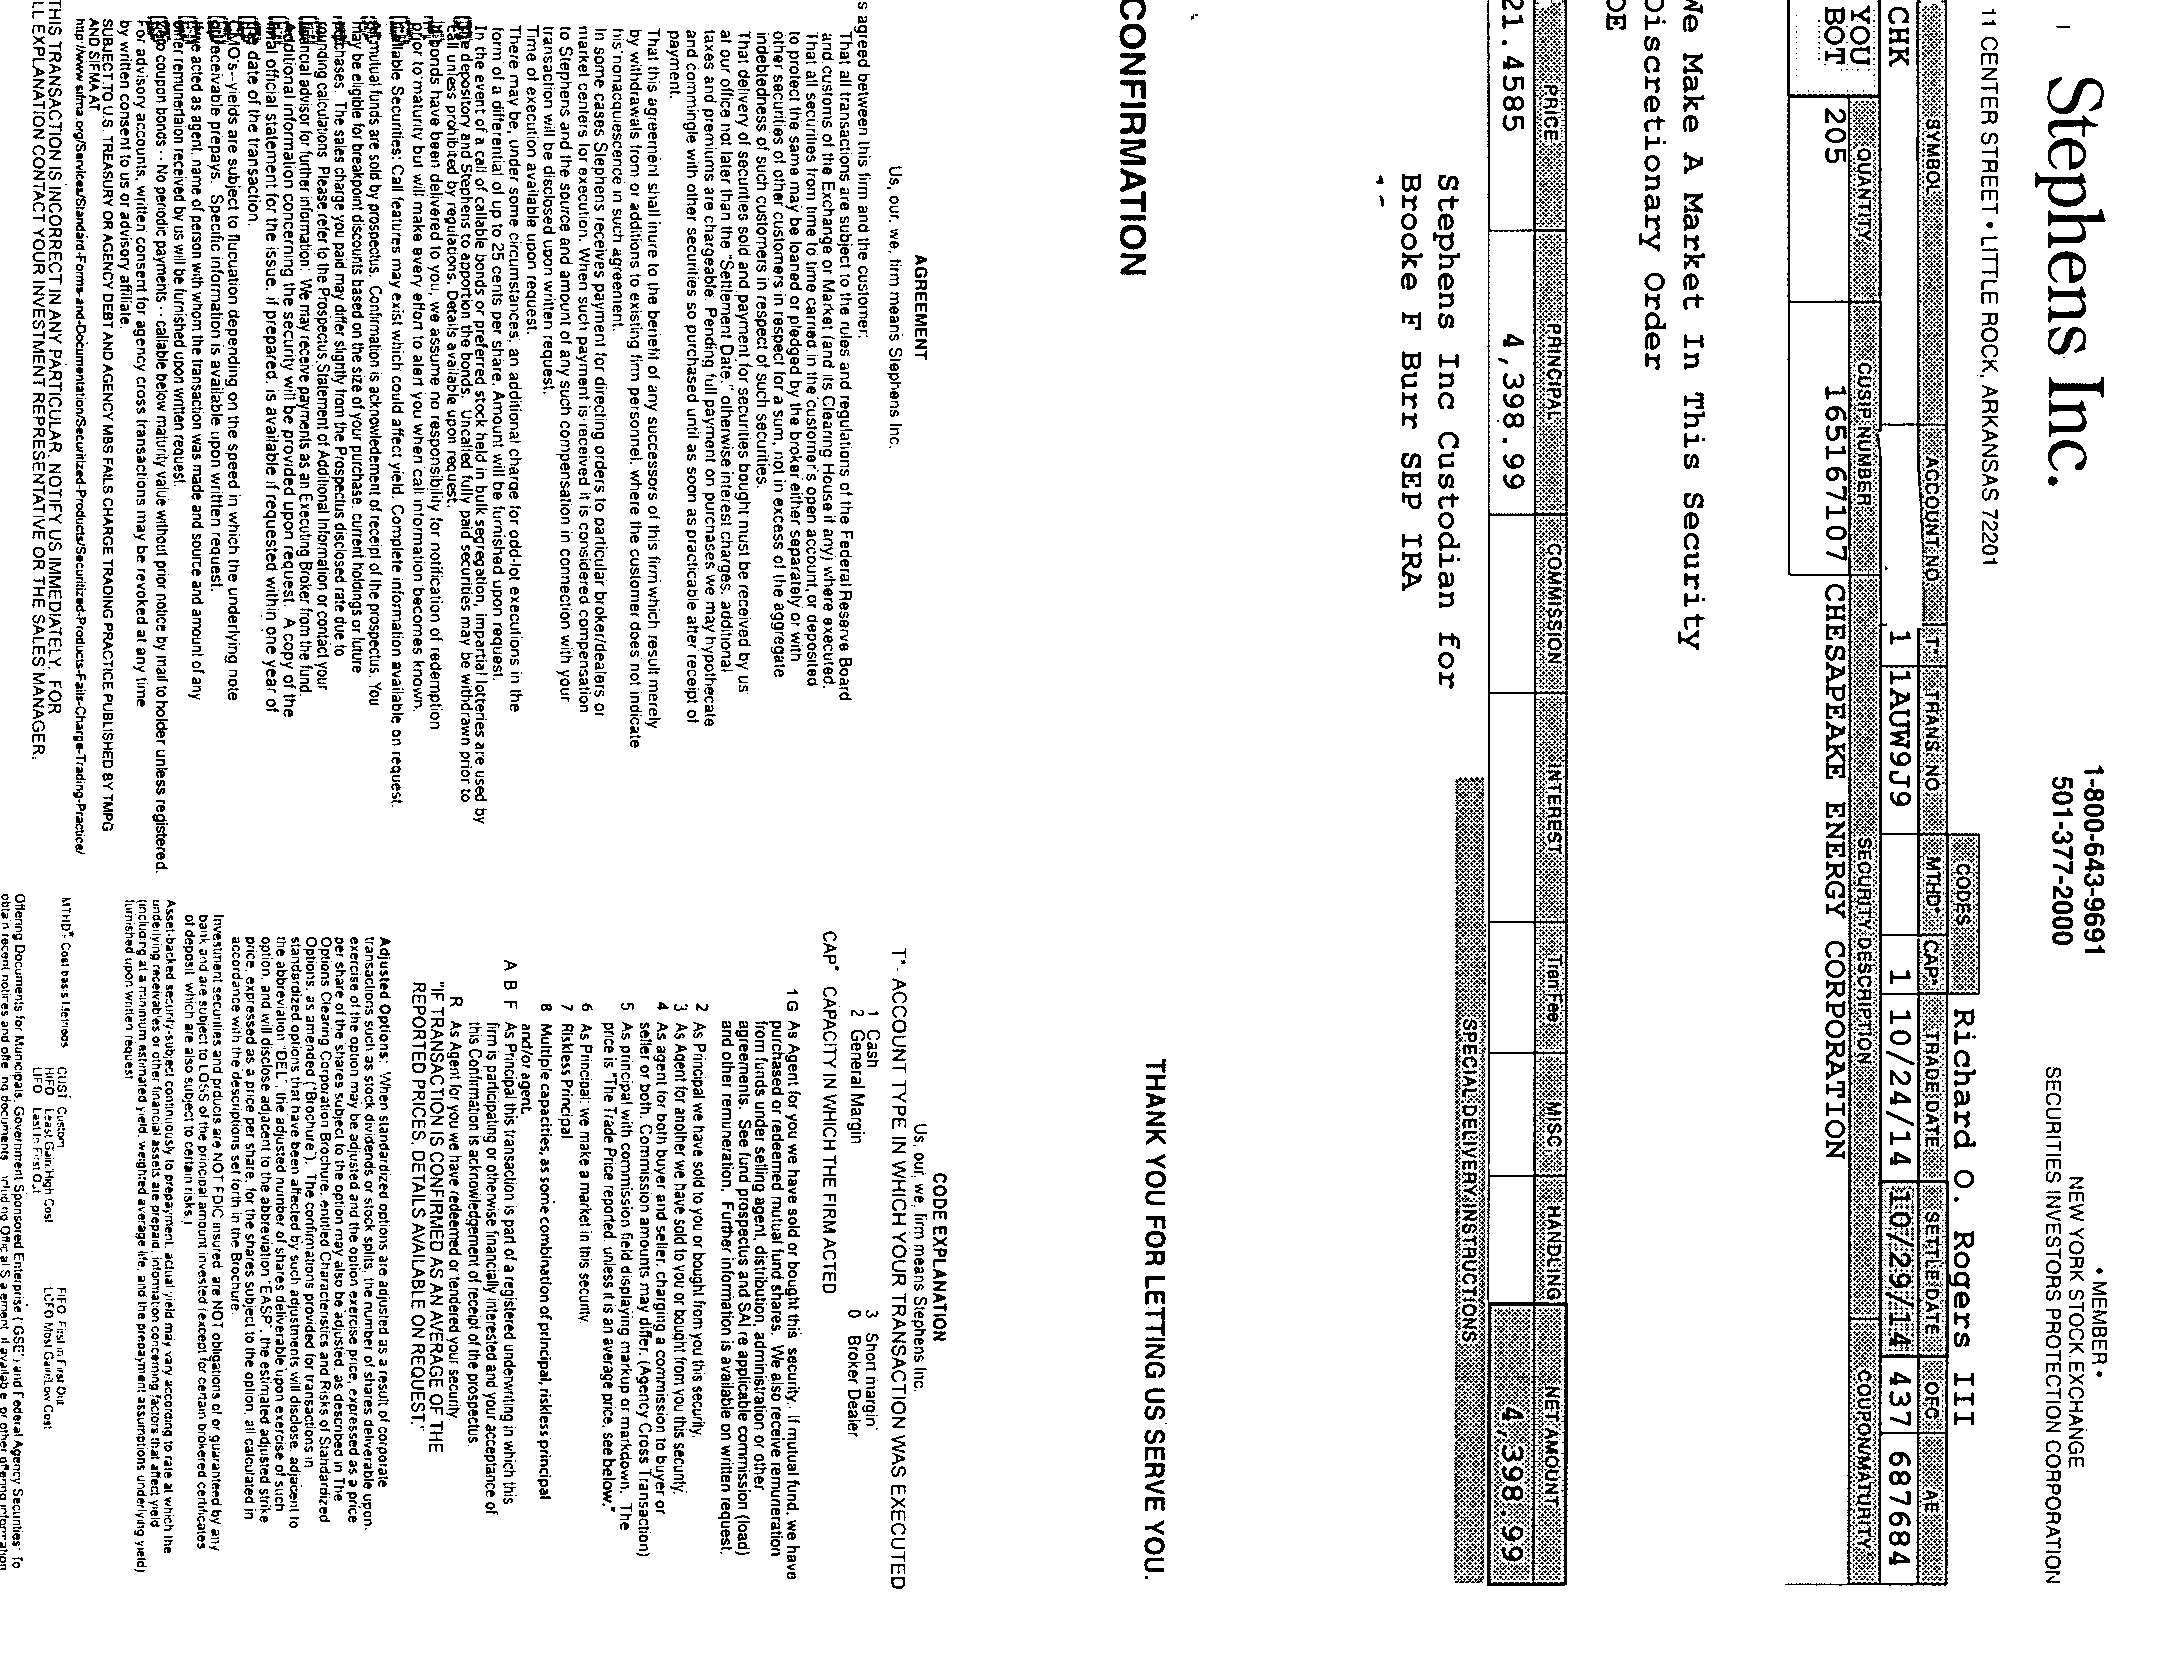 Stephens Inc.
11 CENTER STREET • LITTLE ROCK, ARKANSAS 72201
1-800-643-9691
501-377-2000
• MEMBER •
NEW YORK STOCK EXCHANGE
SECURITIES INVESTORS PROTECTION CORPORATION
CODES Richard O. Rogers III
SYMBOL ACCOUNT NO T* TRANS NO MTHD* CAP* TRADE DATE SETTLE DATE OFC AE
CHK 1 1AUW9J9 1 10/24/14 10/29/14 437 687684
YOU QUANTITY CUSIP NUMBER SECURITY DESCRIPTION COUPON/MATURITY
BOT 205 165167107 CHESAPEAKE ENERGY CORPORATION
We Make A Market In This Security
Discretionary Order
OE
PRICE PRINCIPAL COMMISSION INTEREST Tran Fee MISC HANDLING NET AMOUNT
21.4585 4,398.99 4,398.99
SPECIAL DELIVERY INSTRUCTIONS
Stephens Inc Custodian for
Brooke F Burr SEP IRA
CONFIRMATION
THANK YOU FOR LETTING US SERVE YOU.
AGREEMENT
Us, our, we, firm means Stephens Inc.
s agreed between this firm and the customer:
That all transactions are subject to the rules and regulations of the Federal Reserve Board
and customs of the Exchange or Market (and its Clearing House if any) where executed.
That all securities from time to time carried in the customer's open account, or deposited
to protect the same may be loaned or pledged by the broker either separately or with
other securities of other customers in respect for a sum, not in excess of the aggregate
indebtedness of such customers in respect of such securities.
That delivery of securities sold and payment for securities bought must be received by us
at our office not later than the "Settlement Date," otherwise interest charges, additional
taxes and premiums are chargeable. Pending full payment on purchases we may hypothecate
and commingle with other securities so purchased until as soon as practicable after receipt of
payment.
That this agreement shall inure to the benefit of any successors of this firm which result merely
by withdrawals from or additions to existing firm personnel, where the customer does not indicate
his nonacquiescence in such agreement.
In some cases Stephens receives payment for directing orders to particular broker/dealers or
market centers for execution. When such payment is received it is considered compensation
to Stephens and the source and amount of any such compensation in connection with your
transaction will be disclosed upon written request.
Time of execution available upon request.
There may be, under some circumstances, an additional charge for odd-lot executions in the
form of a differential of up to 25 cents per share. Amount will be furnished upon request.
In the event of a call of callable bonds or preferred stock held in bulk segregation, impartial lotteries are used by
the depository and Stephens to apportion the bonds. Uncalled fully paid securities may be withdrawn prior to
call unless prohibited by regulations. Details available upon request.
If bonds have been delivered to you, we assume no responsibility for notification of redemption
prior to maturity but will make every effort to alert you when call information becomes known.
Callable Securities: Call features may exist which could affect yield. Complete information available on request.
All mutual funds are sold by prospectus. Confirmation is acknowledement of receipt of the prospectus. You
may be eligible for breakpoint discounts based on the size of your purchase, current holdings or future
purchases. The sales charge you paid may differ slightly from the Prospectus disclosed rate due to
rounding calculations. Please refer to the Prospectus, Statement of Additional Information or contact your
financial advisor for further information. We may receive payments as an Executing Broker from the fund.
Additional information concerning the security will be provided upon request. A copy of the
final official statement for the issue, if prepared, is available if requested within one year of
the date of the transaction.
CMO's--yields are subject to flucuation depending on the speed in which the underlying note
or receivable prepays. Specific information is available upon written request.
If we acted as agent, name of person with whom the transaction was made and source and amount of any
other remuneraion received by us will be furnished upon written request.
Zero coupon bonds -- No periodic payments -- callable below maturity value without prior notice by mail to holder unless registered.
For advisory accounts, written consent for agency cross transactions may be revoked at any time
by written consent to us or advisory affiliate.
SUBJECT TO U.S. TREASURY OR AGENCY DEBT AND AGENCY MBS FAILS CHARGE TRADING PRACTICE PUBLISHED BY TMPG
AND SIFMA AT
http://www.sifma.org/Services/Standard-Forms-and-Documentation/Securitized-Products/Securitized-Products-Fails-Charge-Trading-Practice/
THIS TRANSACTION IS INCORRECT IN ANY PARTICULAR, NOTIFY US IMMEDIATELY. FOR
LL EXPLANATION CONTACT YOUR INVESTMENT REPRESENTATIVE OR THE SALES MANAGER.
CODE EXPLANATION
Us, our, we, firm means Stephens Inc.
T* - ACCOUNT TYPE IN WHICH YOUR TRANSACTION WAS EXECUTED
1 Cash 3 Short margin
2 General Margin 0 Broker Dealer
CAP* CAPACITY IN WHICH THE FIRM ACTED
1G As Agent for you we have sold or bought this security. If mutual fund, we have
purchased or redeemed mutual fund shares. We also receive remuneration
from funds under selling agent, distribution, administration or other
agreements. See fund prospectus and SAI re applicable commission (load)
and other remuneration. Further information is available on written request.
2 As Principal we have sold to you or bought from you this security.
3 As Agent for another we have sold to you or bought from you this security.
4 As agent for both buyer and seller, charging a commission to buyer or
seller or both. Commission amounts may differ. (Agency Cross Transaction)
5 As principal with commission field displaying markup or markdown. The
price is "The Trade Price reported, unless it is an average price, see below."
6 As Principal: we make a market in this security.
7 Riskless Principal
8 Multiple capacities, as some combination of principal, riskless principal
and/or agent.
A B F As Principal this transaction is part of a registered underwriting in which this
firm is participating or otherwise financially interested and your acceptance of
this Confirmation is acknowledgement of receipt of the prospectus.
R As Agent for you we have redeemed or tendered your security.
"IF TRANSACTION IS CONFIRMED AS AN AVERAGE OF THE
REPORTED PRICES, DETAILS AVAILABLE ON REQUEST."
Adjusted Options: When standardized options are adjusted as a result of corporate
transactions such as stock dividends or stock splits, the number of shares deliverable upon
exercise of the option may be adjusted and the option exercise price, expressed as a price
per share of the shares subject to the option may also be adjusted, as described in The
Options Clearing Corporation Brochure, entitled Characteristics and Risks of Standardized
Options, as amended ("Brochure"). The confirmations provided for transactions in
standardized options that have been affected by such adjustments will disclose, adjacent to
the abbreviation "DEL", the adjusted number of shares deliverable upon exercise of such
option, and will disclose adjacent to the abbreviation "EASP", the estimated adjusted strike
price, expressed as a price per share, for the shares subject to the option, all calculated in
accordance with the descriptions set forth in the Brochure.
Investment securities and products are NOT FDIC insured, are NOT obligations of or guaranteed by any
bank and are subject to LOSS of the principal amount invested (except for certain brokered certificates
of deposit which are also subject to certain risks.)
Asset-backed security-subject continuously to prepayment, actual yield may vary according to rate at which the
underlying receivables or other financial assets are prepaid, information concerning factors that affect yield
(including at a minimum estimated yield, weighted average life, and the prepayment assumptions underlying yield)
furnished upon written request
MTHD*: Cost basis Methods CUST Custom FIFO First in First Out
HIFO Least Gain/High Cost LCFO Most Gain/Low Cost
LIFO Last In First Out
Offering Documents for Municipals, Government Sponsored Enterprise ("GSE") and Federal Agency Securities: To